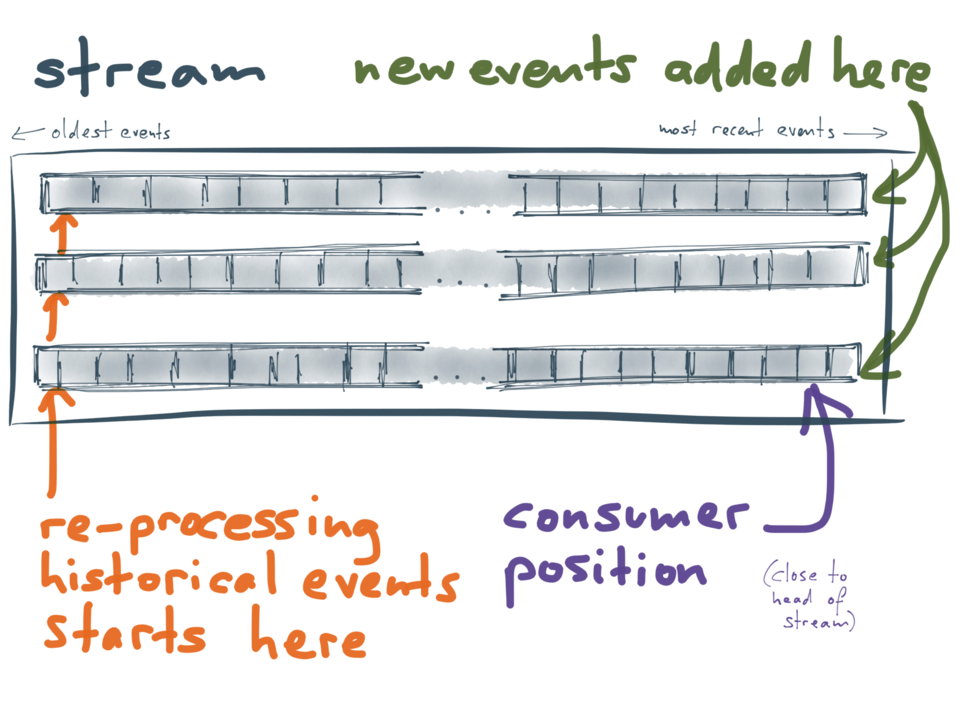 stream
new events added here
← oldest events
most recent events →
. . .
. . .
. . .
re-processing
historical events
starts here
consumer
position
(close to
head of
stream)